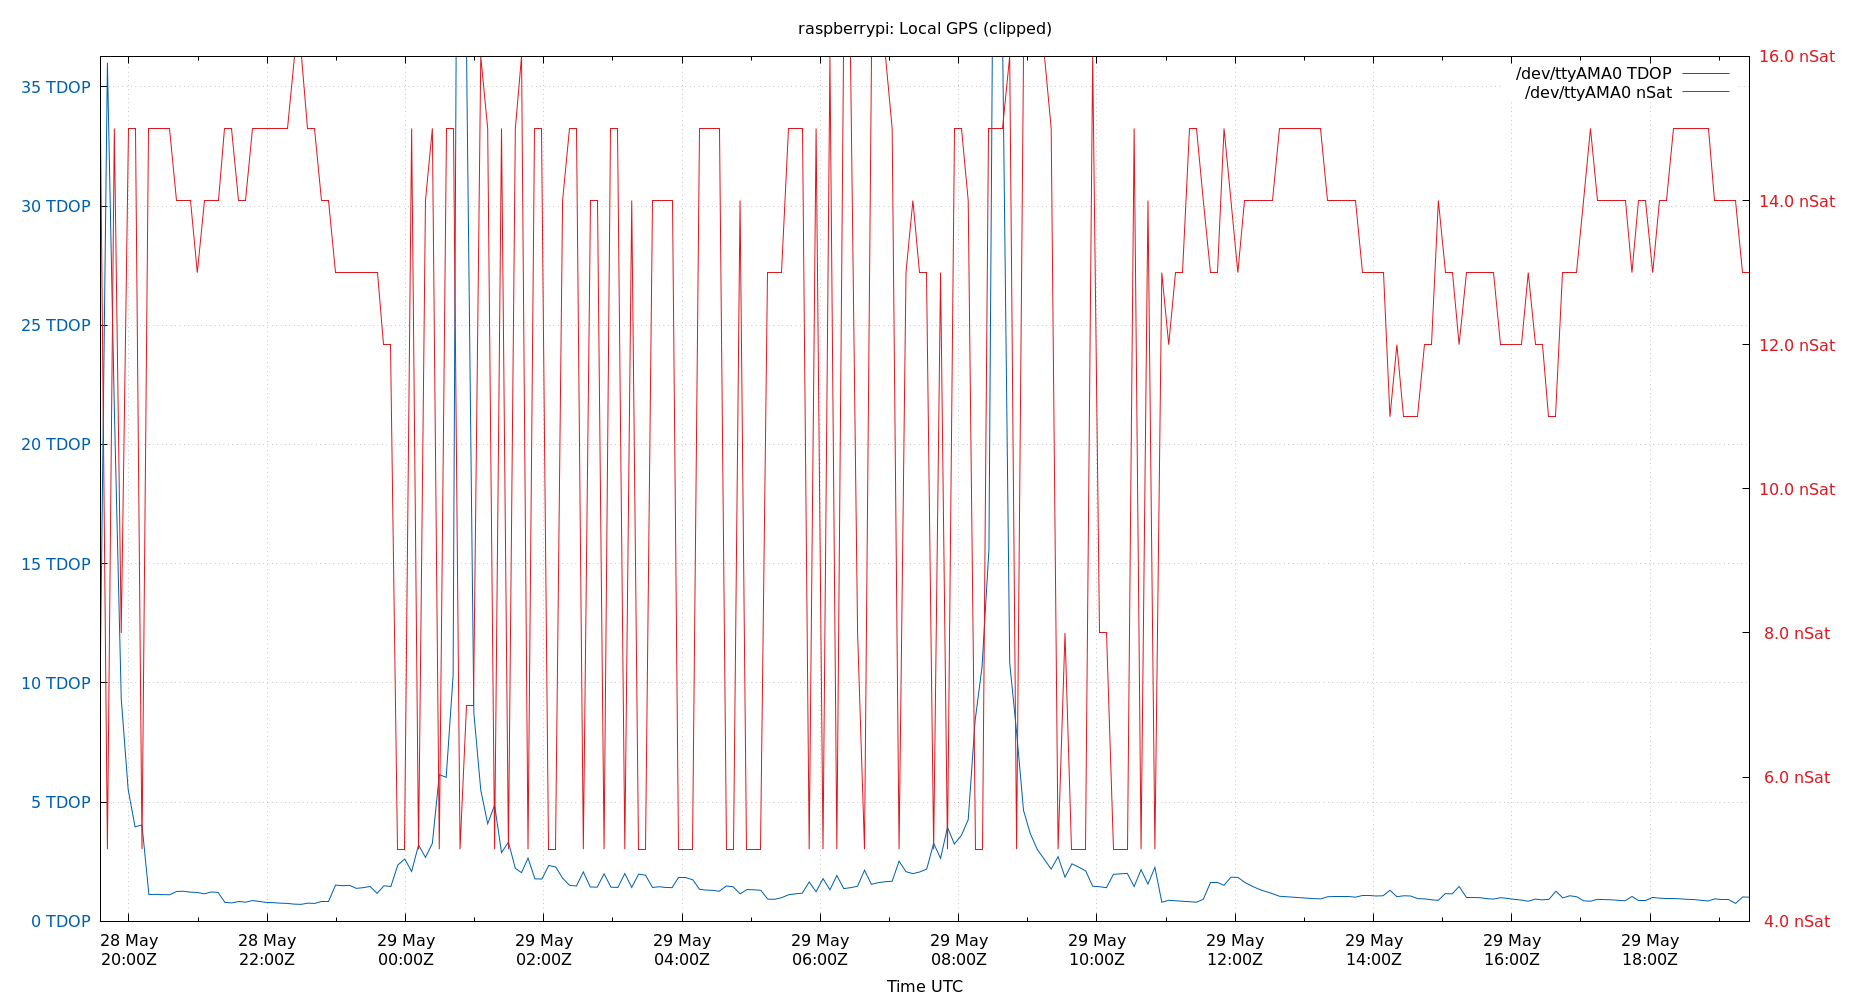 raspberrypi: Local GPS (clipped)
/dev/ttyAMA0 TDOP
/dev/ttyAMA0 nSat
35 TDOP
30 TDOP
25 TDOP
20 TDOP
15 TDOP
10 TDOP
5 TDOP
0 TDOP
16.0 nSat
14.0 nSat
12.0 nSat
10.0 nSat
8.0 nSat
6.0 nSat
4.0 nSat
28 May
20:00Z
28 May
22:00Z
29 May
00:00Z
29 May
02:00Z
29 May
04:00Z
29 May
06:00Z
29 May
08:00Z
29 May
10:00Z
29 May
12:00Z
29 May
14:00Z
29 May
16:00Z
29 May
18:00Z
Time UTC